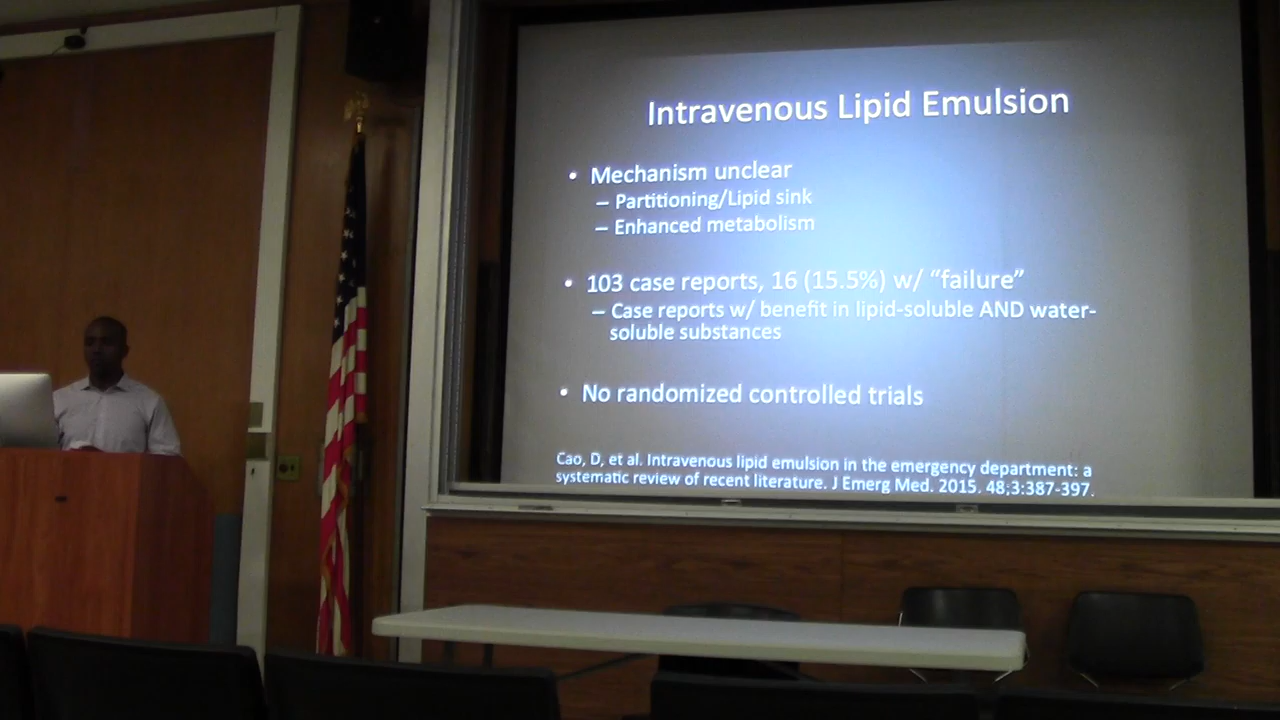 Intravenous Lipid Emulsion
• Mechanism unclear
– Partitioning/Lipid sink
– Enhanced metabolism
• 103 case reports, 16 (15.5%) w/ “failure”
– Case reports w/ benefit in lipid-soluble AND water-
soluble substances
• No randomized controlled trials
Cao, D, et al. Intravenous lipid emulsion in the emergency department: a
systematic review of recent literature. J Emerg Med. 2015. 48;3:387-397.